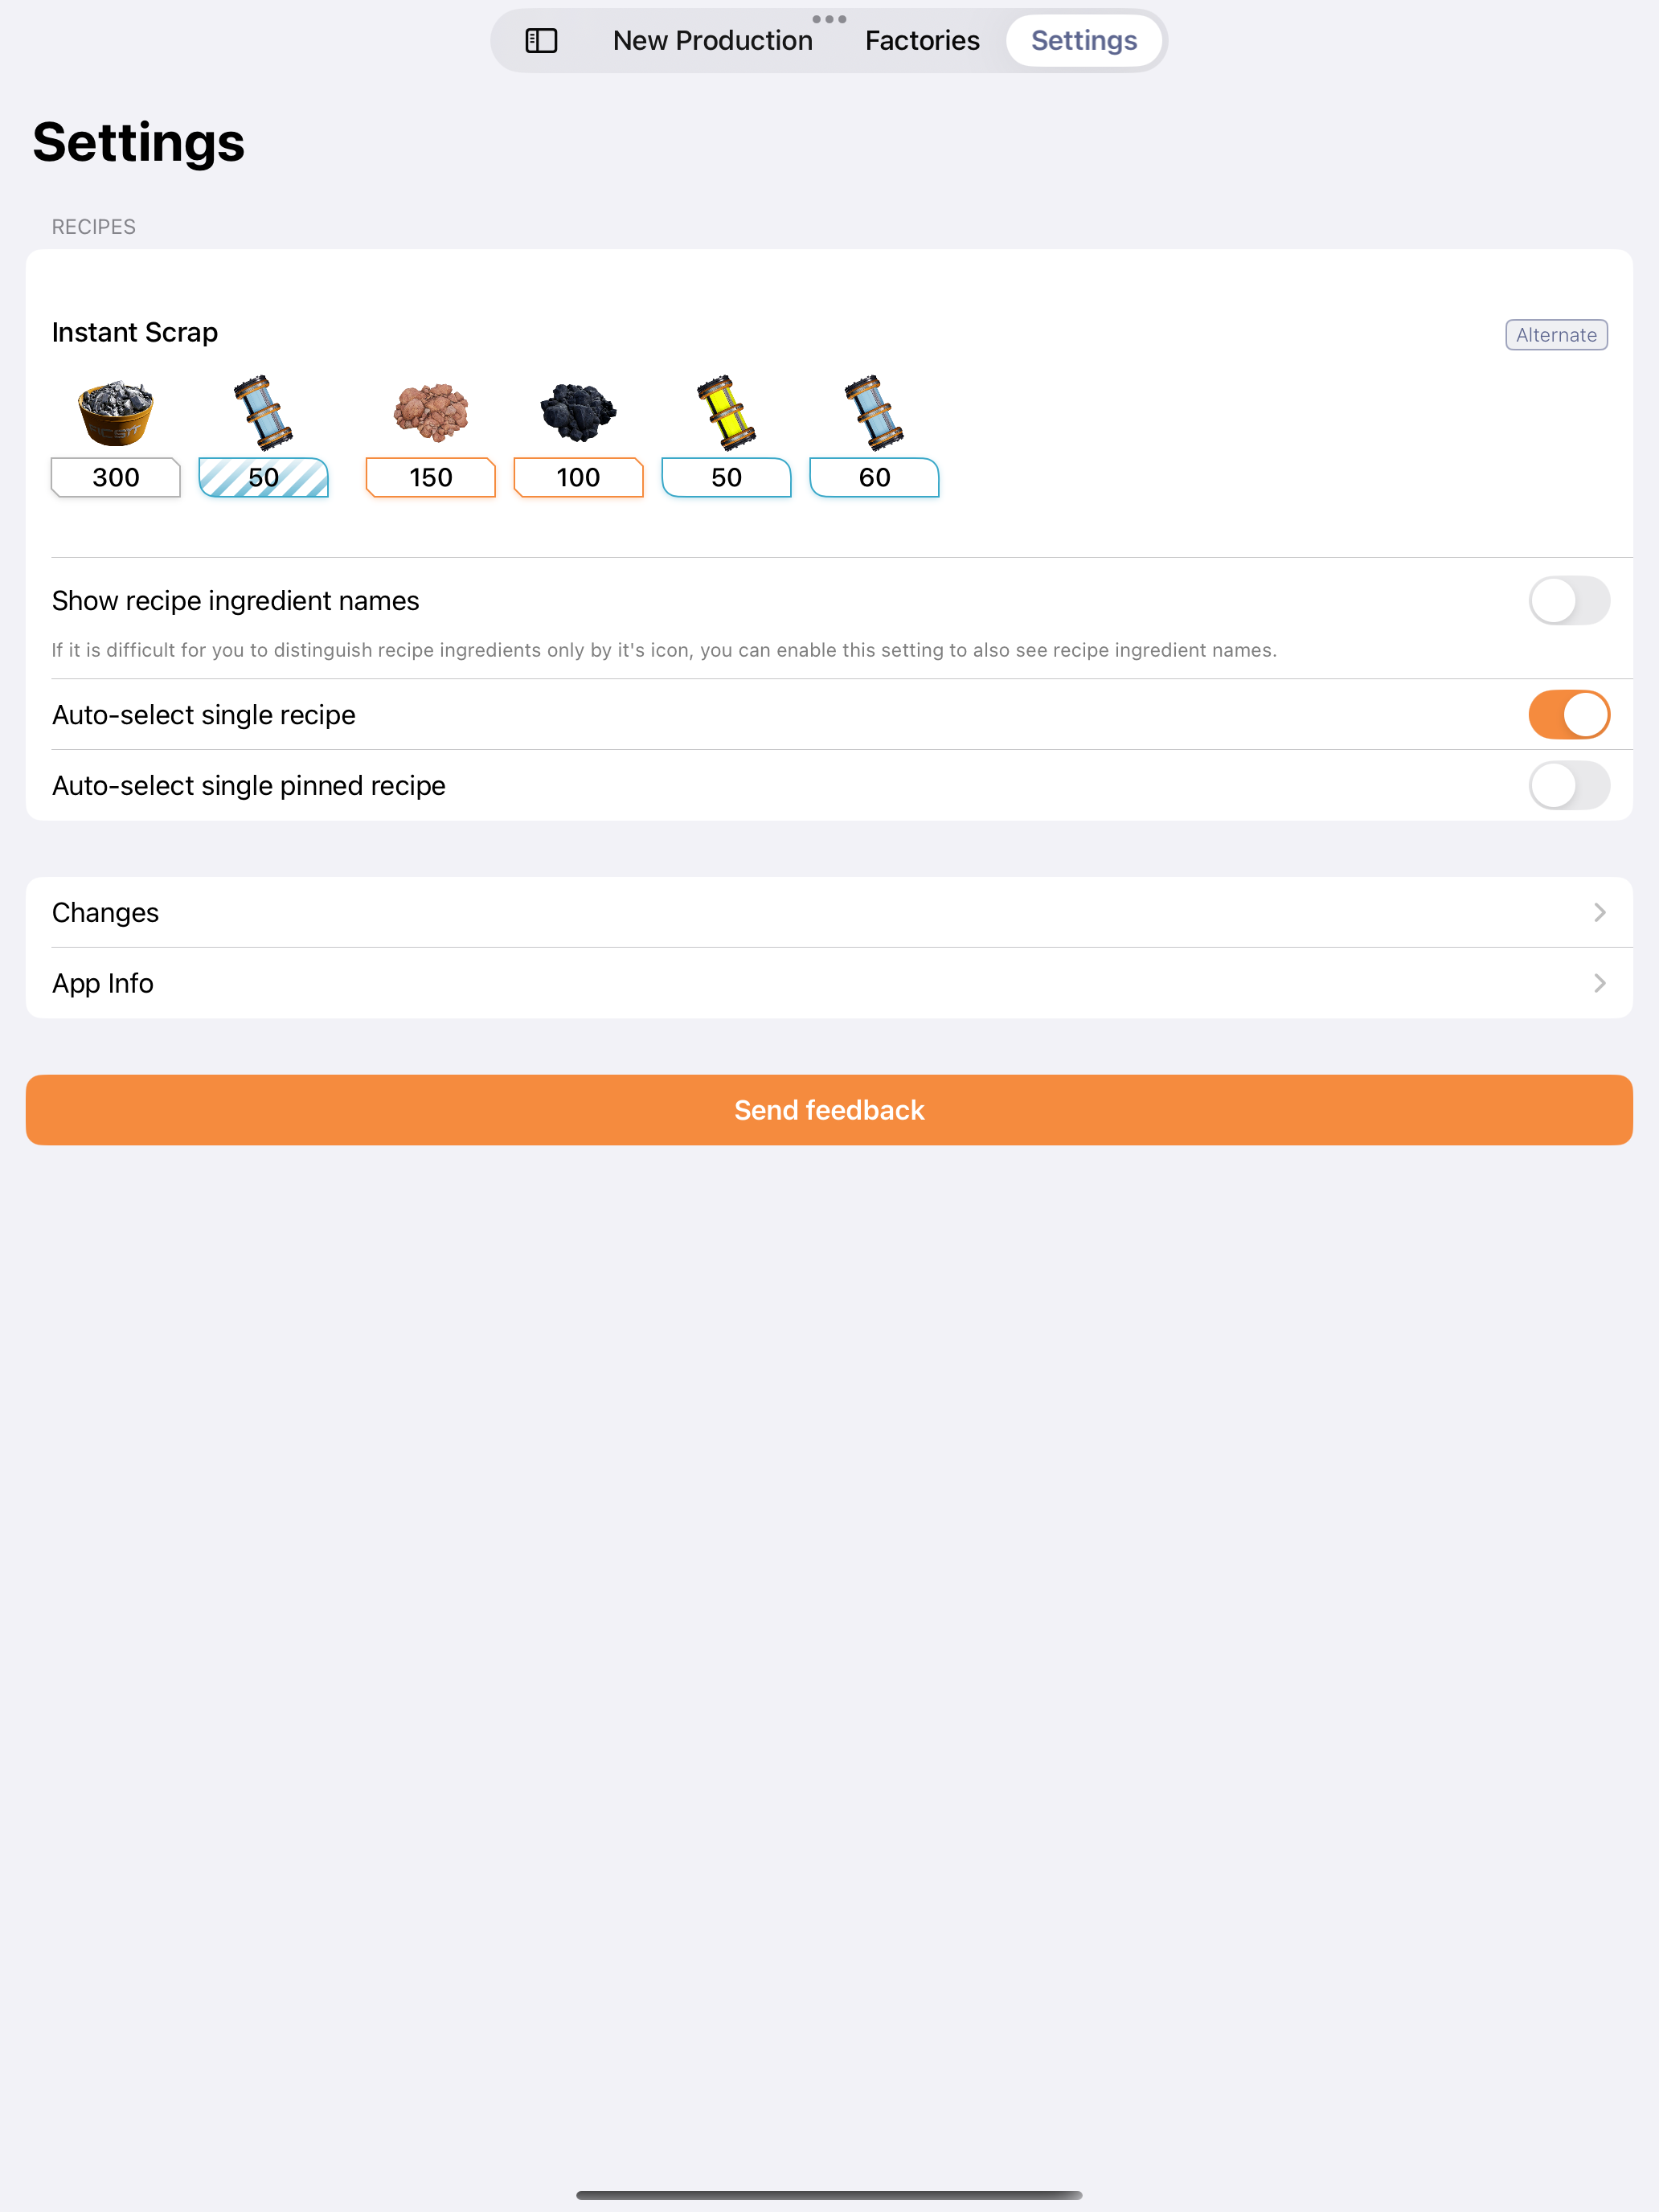 New Production Factories Settings
Settings
RECIPES
Instant Scrap Alternate
300 50 150 100 50 60
Show recipe ingredient names
If it is difficult for you to distinguish recipe ingredients only by it's icon, you can enable this setting to also see recipe ingredient names.
Auto-select single recipe
Auto-select single pinned recipe
Changes
App Info
Send feedback